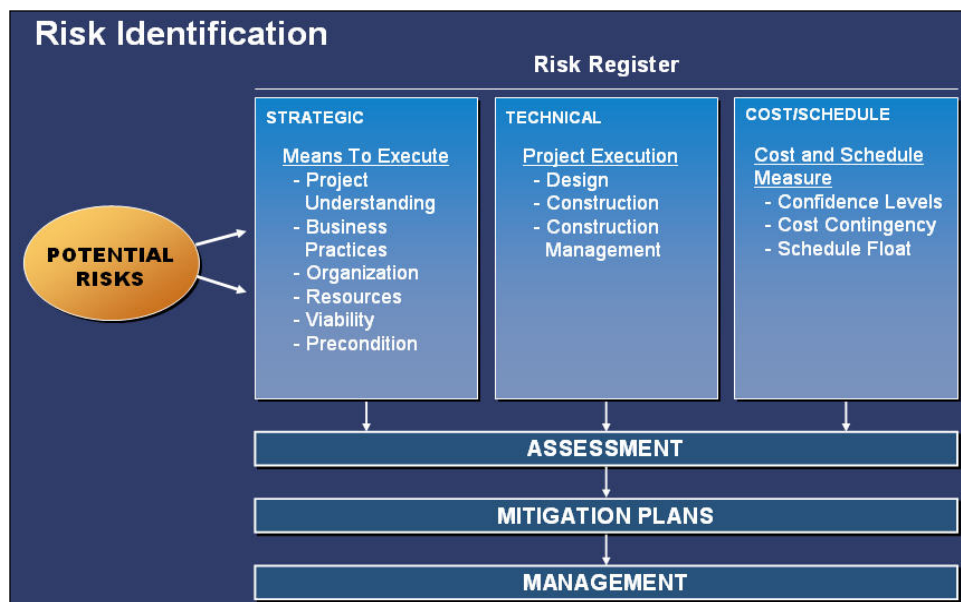 Risk Identification
Risk Register
POTENTIAL
RISKS
STRATEGIC
Means To Execute
- Project
Understanding
- Business
Practices
- Organization
- Resources
- Viability
- Precondition
TECHNICAL
Project Execution
- Design
- Construction
- Construction
Management
COST/SCHEDULE
Cost and Schedule
Measure
- Confidence Levels
- Cost Contingency
- Schedule Float
ASSESSMENT
MITIGATION PLANS
MANAGEMENT